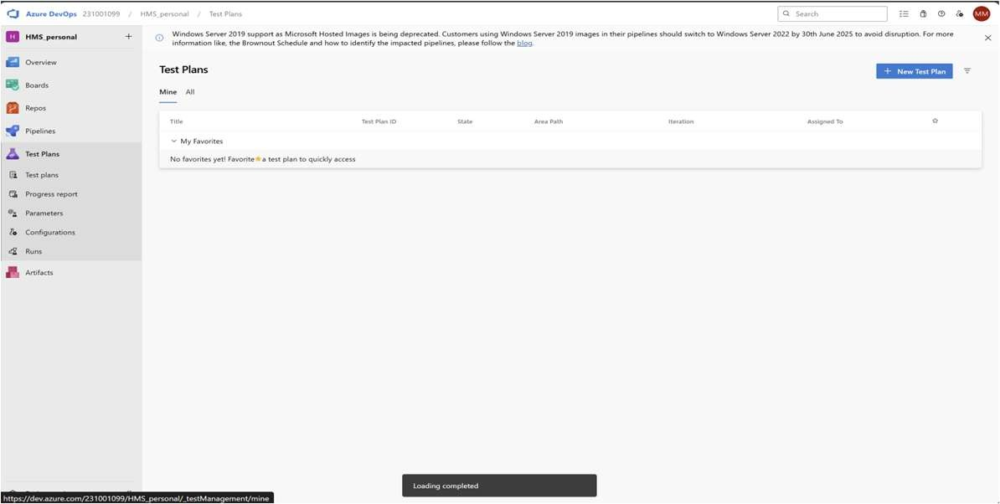 Azure DevOps 231001099 / HMS_personal / Test Plans
Search
MM
H HMS_personal
Windows Server 2019 support as Microsoft Hosted Images is being deprecated. Customers using Windows Server 2019 images in their pipelines should switch to Windows Server 2022 by 30th June 2025 to avoid disruption. For more
information like, the Brownout Schedule and how to identify the impacted pipelines, please follow the blog.
Overview
Boards
Repos
Pipelines
Test Plans
Test plans
Progress report
Parameters
Configurations
Runs
Artifacts
Test Plans
New Test Plan
Mine All
Title Test Plan ID State Area Path Iteration Assigned To
My Favorites
No favorites yet! Favorite a test plan to quickly access
Loading completed
https://dev.azure.com/231001099/HMS_personal/_testManagement/mine